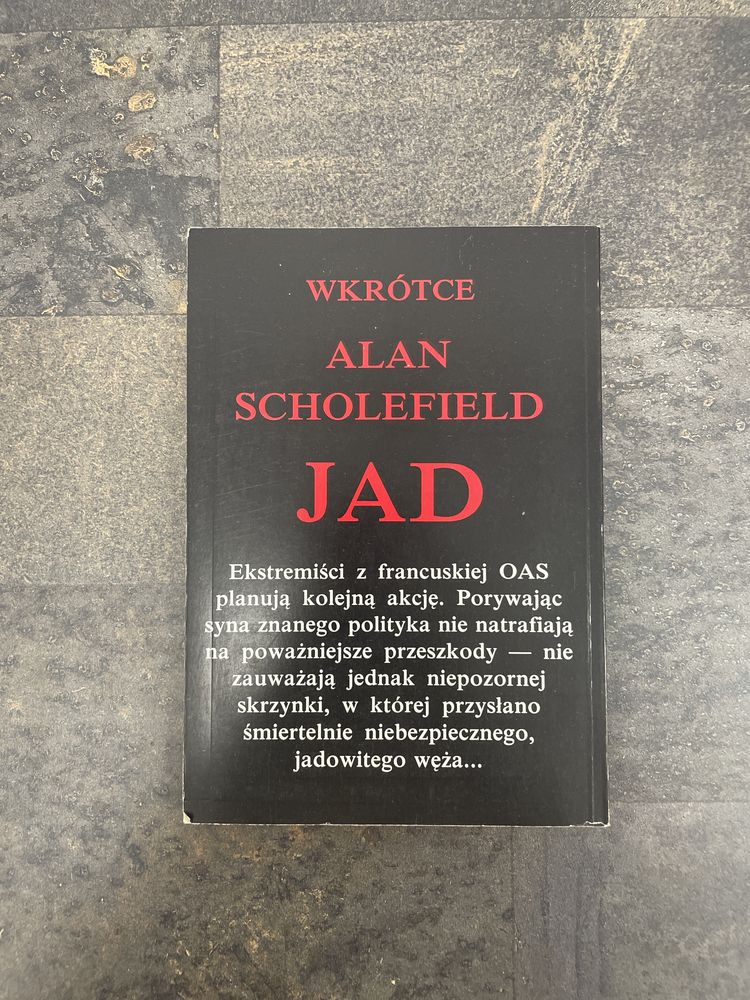 WKRÓTCE
ALAN
SCHOLEFIELD
JAD
Ekstremiści z francuskiej OAS
planują kolejną akcję. Porywając
syna znanego polityka nie natrafiają
na poważniejsze przeszkody — nie
zauważają jednak niepozornej
skrzynki, w której przysłano
śmiertelnie niebezpiecznego,
jadowitego węża...